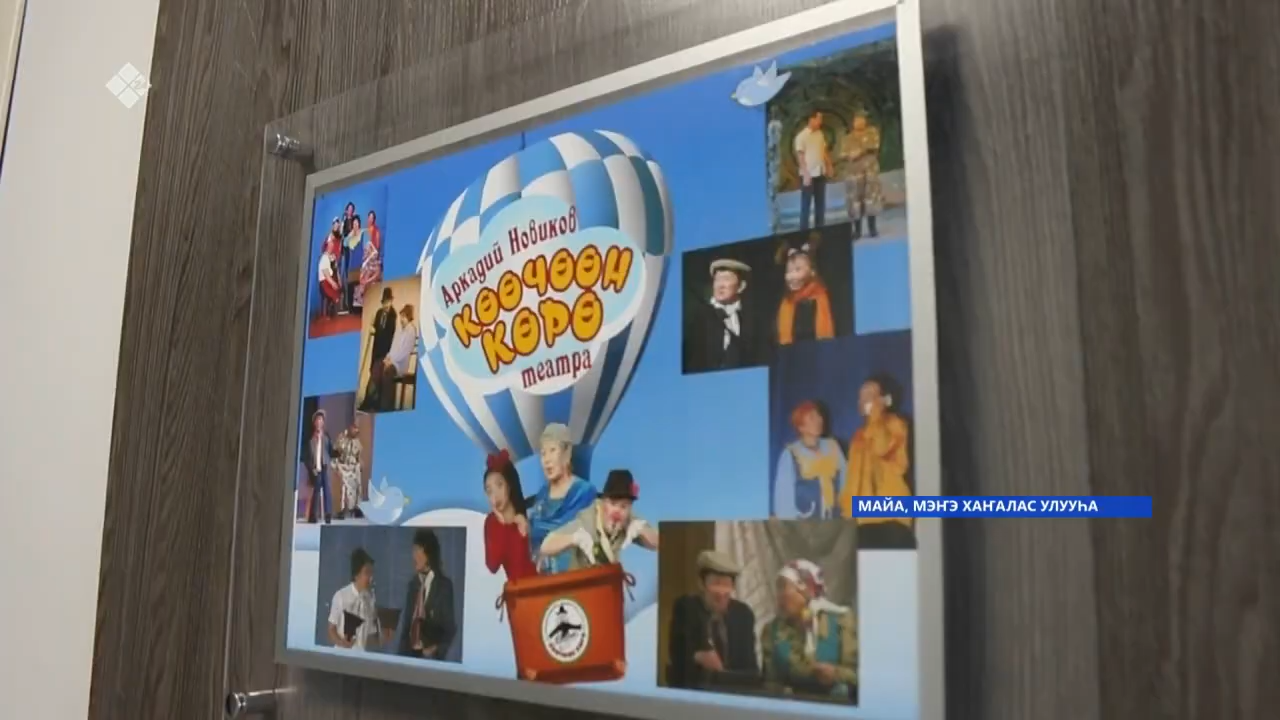 Аркадий Новиков
КӨӨЧӨӨН
КӨРӨ
театра
МАЙА, МЭҤЭ ХАҤАЛАС УЛУУҺА